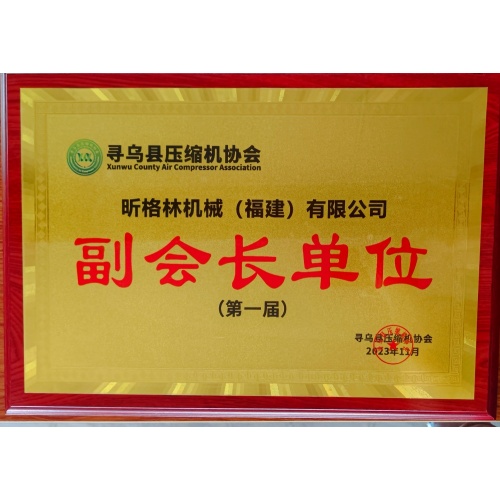 寻乌县压缩机协会
Xunwu County Air Compressor Association
昕格林机械（福建）有限公司
副会长单位
（第一届）
寻乌县压缩机协会
2023年11月